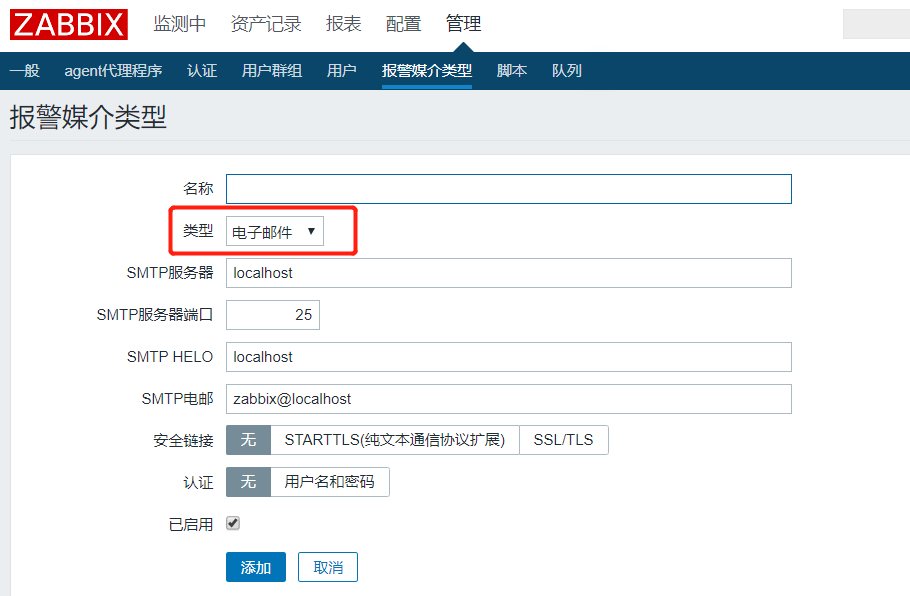 ZABBIX 监测中 资产记录 报表 配置 管理
一般 agent代理程序 认证 用户群组 用户 报警媒介类型 脚本 队列
报警媒介类型
名称
类型 电子邮件 ▼
SMTP服务器 localhost
SMTP服务器端口 25
SMTP HELO localhost
SMTP电邮 zabbix@localhost
安全链接 无 STARTTLS(纯文本通信协议扩展) SSL/TLS
认证 无 用户名和密码
已启用
添加 取消